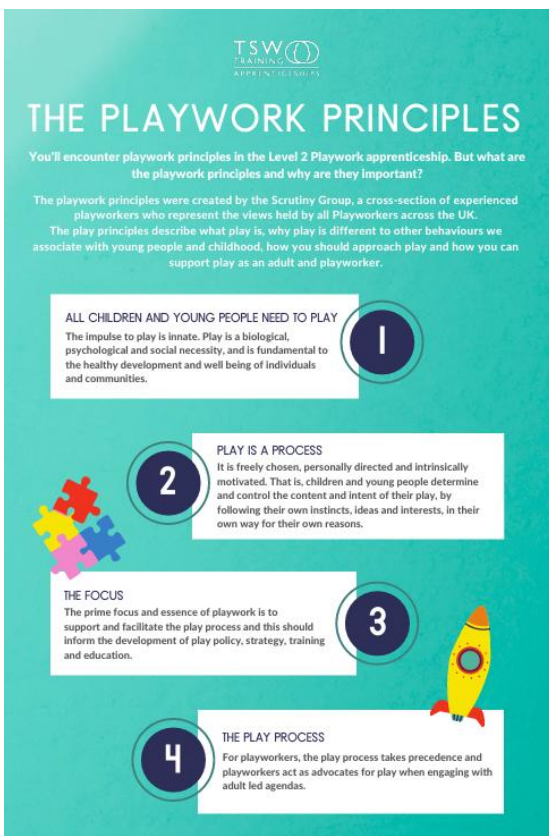 TSW
TRAINING
APPRENTICESHIPS
THE PLAYWORK PRINCIPLES
You'll encounter playwork principles in the Level 2 Playwork apprenticeship. But what are
the playwork principles and why are they important?
The playwork principles were created by the Scrutiny Group, a cross-section of experienced
playworkers who represent the views held by all Playworkers across the UK.
The play principles describe what play is, why play is different to other behaviours we
associate with young people and childhood, how you should approach play and how you can
support play as an adult and playworker.
ALL CHILDREN AND YOUNG PEOPLE NEED TO PLAY
The impulse to play is innate. Play is a biological,
psychological and social necessity, and is fundamental to
the healthy development and well being of individuals
and communities.
1
2
PLAY IS A PROCESS
It is freely chosen, personally directed and intrinsically
motivated. That is, children and young people determine
and control the content and intent of their play, by
following their own instincts, ideas and interests, in their
own way for their own reasons.
THE FOCUS
The prime focus and essence of playwork is to
support and facilitate the play process and this should
inform the development of play policy, strategy, training
and education.
3
4
THE PLAY PROCESS
For playworkers, the play process takes precedence and
playworkers act as advocates for play when engaging with
adult led agendas.